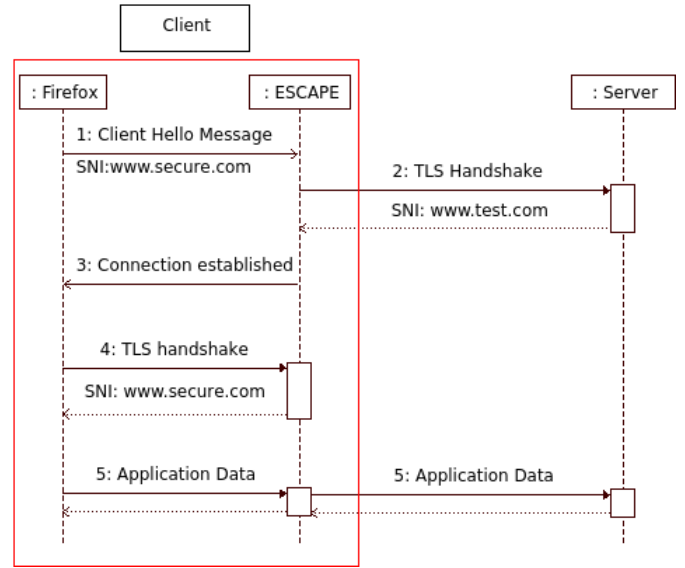 Client
: Firefox
: ESCAPE
: Server
1: Client Hello Message
SNI:www.secure.com
2: TLS Handshake
SNI: www.test.com
3: Connection established
4: TLS handshake
SNI: www.secure.com
5: Application Data
5: Application Data